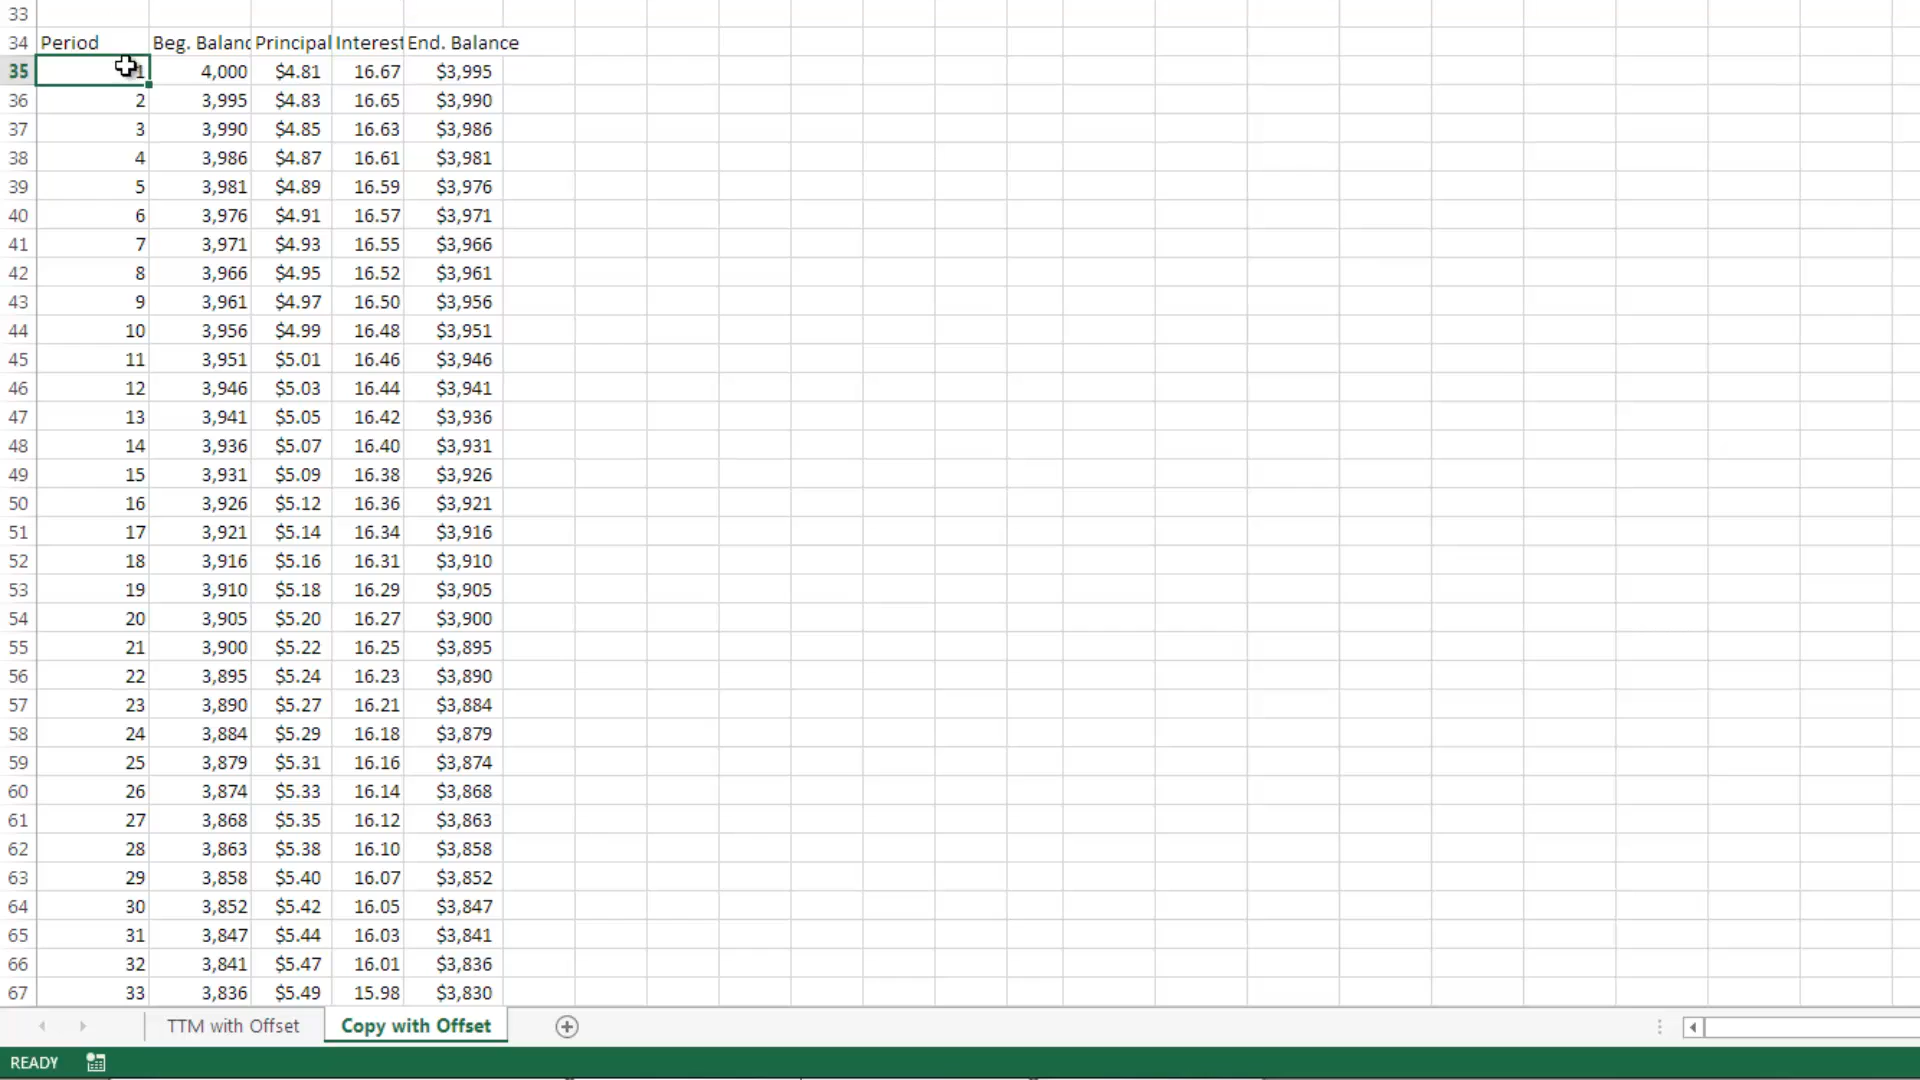 33
34 Period Beg. Balanc Principal Interest End. Balance
35 1 4,000 $4.81 16.67 $3,995
36 2 3,995 $4.83 16.65 $3,990
37 3 3,990 $4.85 16.63 $3,986
38 4 3,986 $4.87 16.61 $3,981
39 5 3,981 $4.89 16.59 $3,976
40 6 3,976 $4.91 16.57 $3,971
41 7 3,971 $4.93 16.55 $3,966
42 8 3,966 $4.95 16.52 $3,961
43 9 3,961 $4.97 16.50 $3,956
44 10 3,956 $4.99 16.48 $3,951
45 11 3,951 $5.01 16.46 $3,946
46 12 3,946 $5.03 16.44 $3,941
47 13 3,941 $5.05 16.42 $3,936
48 14 3,936 $5.07 16.40 $3,931
49 15 3,931 $5.09 16.38 $3,926
50 16 3,926 $5.12 16.36 $3,921
51 17 3,921 $5.14 16.34 $3,916
52 18 3,916 $5.16 16.31 $3,910
53 19 3,910 $5.18 16.29 $3,905
54 20 3,905 $5.20 16.27 $3,900
55 21 3,900 $5.22 16.25 $3,895
56 22 3,895 $5.24 16.23 $3,890
57 23 3,890 $5.27 16.21 $3,884
58 24 3,884 $5.29 16.18 $3,879
59 25 3,879 $5.31 16.16 $3,874
60 26 3,874 $5.33 16.14 $3,868
61 27 3,868 $5.35 16.12 $3,863
62 28 3,863 $5.38 16.10 $3,858
63 29 3,858 $5.40 16.07 $3,852
64 30 3,852 $5.42 16.05 $3,847
65 31 3,847 $5.44 16.03 $3,841
66 32 3,841 $5.47 16.01 $3,836
67 33 3,836 $5.49 15.98 $3,830
TTM with Offset Copy with Offset
READY